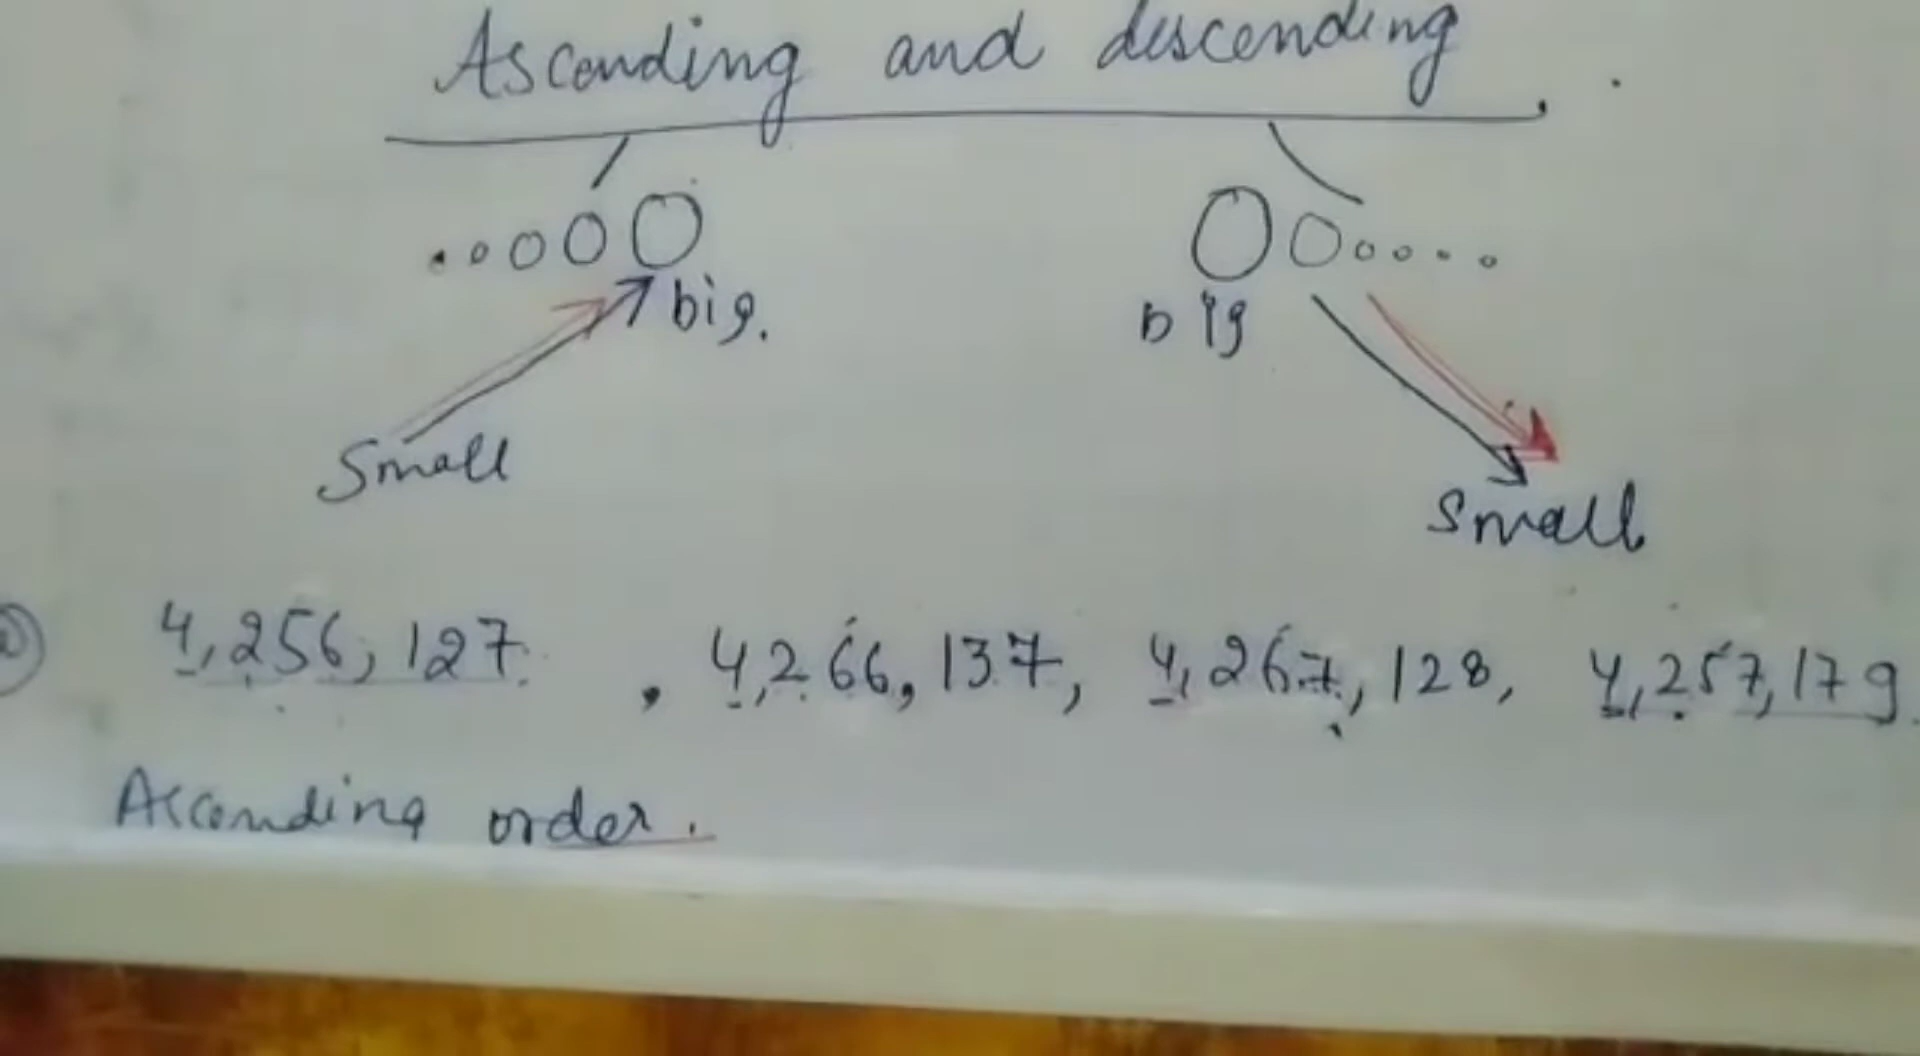 Ascending and descending.
big.
big
Small
Small
4,256,127 , 4,266,137, 4,267,128, 4,257,179
Ascending order.